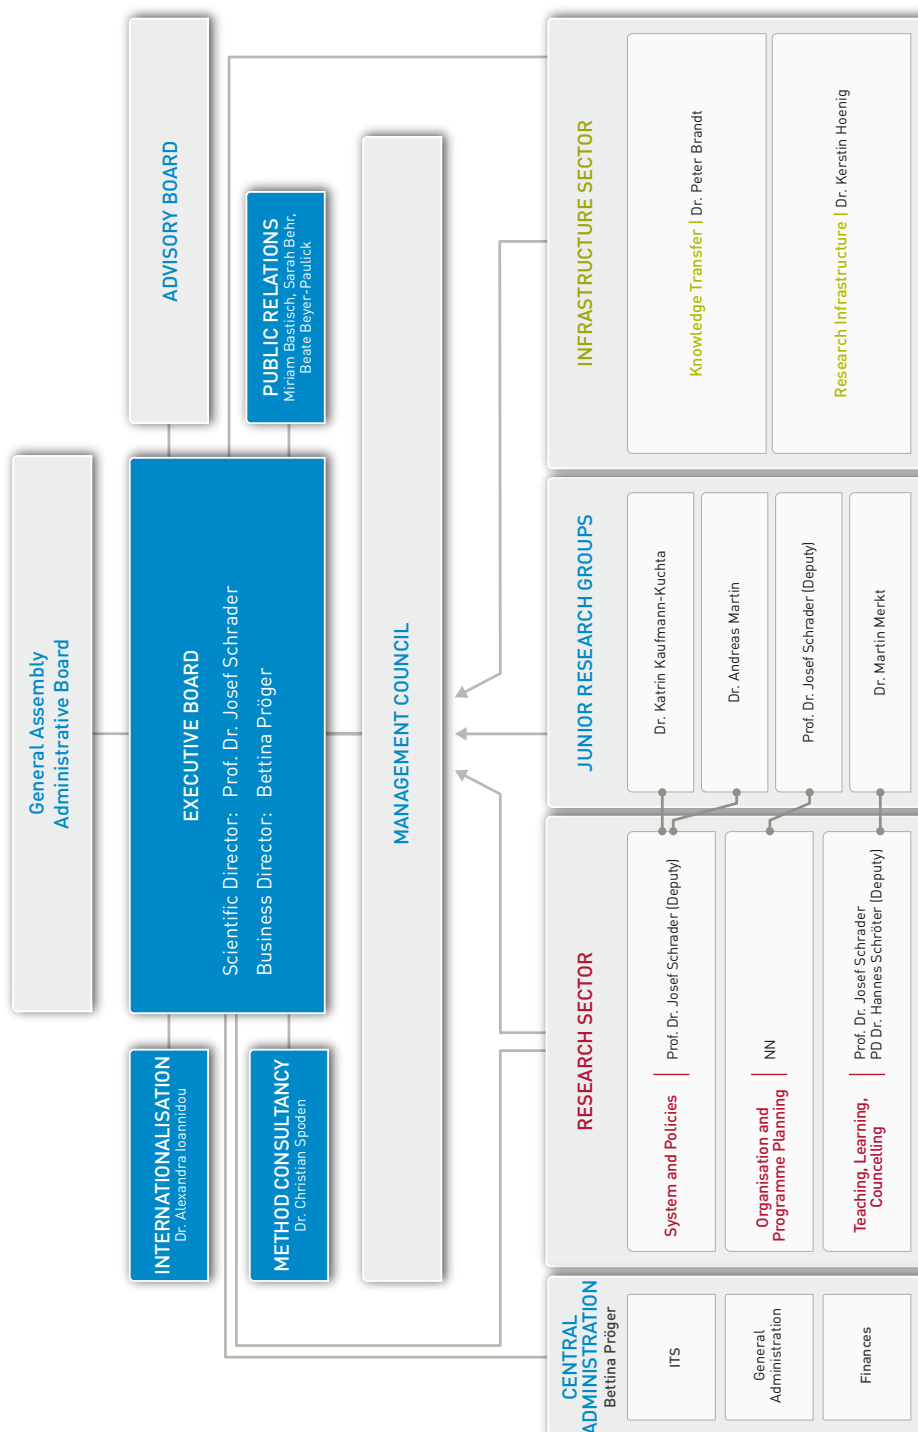 General Assembly
Administrative Board
INTERNATIONALISATION
Dr. Alexandra Ioannidou
EXECUTIVE BOARD
Scientific Director: Prof. Dr. Josef Schrader
Business Director: Bettina Pröger
ADVISORY BOARD
METHOD CONSULTANCY
Dr. Christian Spoden
PUBLIC RELATIONS
Miriam Bastisch, Sarah Behr,
Beate Beyer-Paulick
MANAGEMENT COUNCIL
CENTRAL
ADMINISTRATION
Bettina Pröger
ITS
General
Administration
Finances
RESEARCH SECTOR
System and Policies | Prof. Dr. Josef Schrader (Deputy)
Organisation and
Programme Planning | NN
Teaching, Learning,
Councelling | Prof. Dr. Josef Schrader
PD Dr. Hannes Schröter (Deputy)
JUNIOR RESEARCH GROUPS
Dr. Katrin Kaufmann-Kuchta
Dr. Andreas Martin
Prof. Dr. Josef Schrader (Deputy)
Dr. Martin Merkt
INFRASTRUCTURE SECTOR
Knowledge Transfer | Dr. Peter Brandt
Research Infrastructure | Dr. Kerstin Hoenig